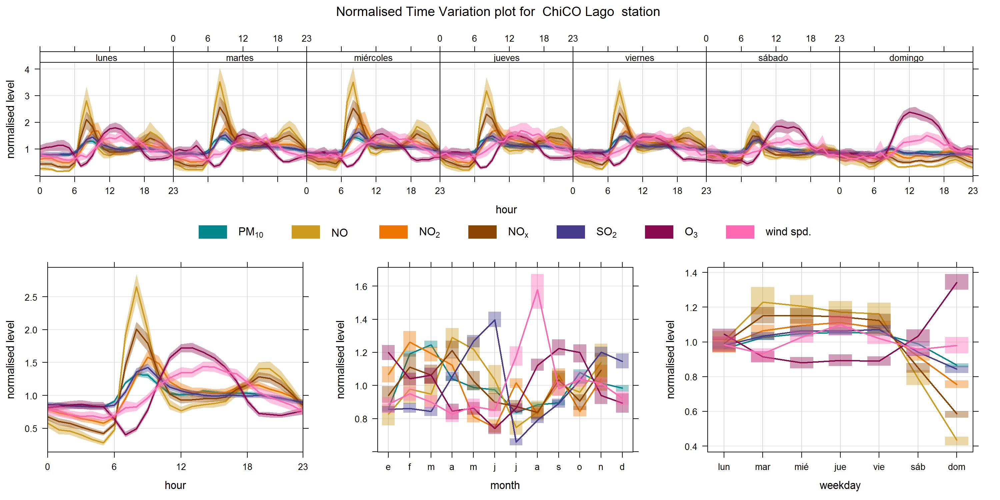 Normalised Time Variation plot for ChiCO Lago station
0 6 12 18 23 0 6 12 18 23 0 6 12 18 23
lunes martes miércoles jueves viernes sábado domingo
normalised level
4
3
2
1
0 6 12 18 23 0 6 12 18 23 0 6 12 18 23 0 6 12 18 23
hour
PM10 NO NO2 NOx SO2 O3 wind spd.
normalised level
2.5
2.0
1.5
1.0
0.5
0 6 12 18 23
hour
normalised level
1.6
1.4
1.2
1.0
0.8
e f m a m j j a s o n d
month
normalised level
1.4
1.2
1.0
0.8
0.6
0.4
lun mar mié jue vie sáb dom
weekday